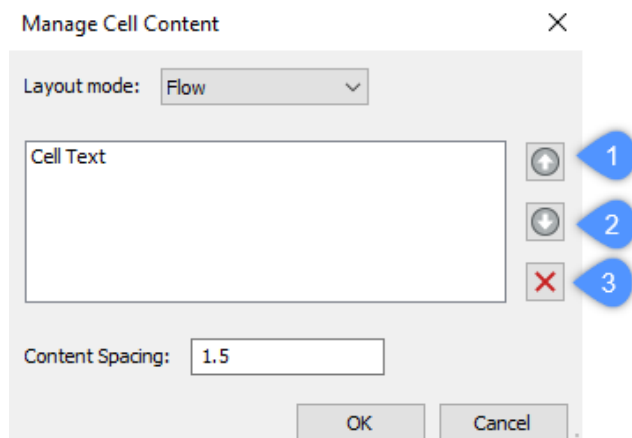 Manage Cell Content
Layout mode: Flow
Cell Text
1
2
3
Content Spacing: 1.5
OK Cancel